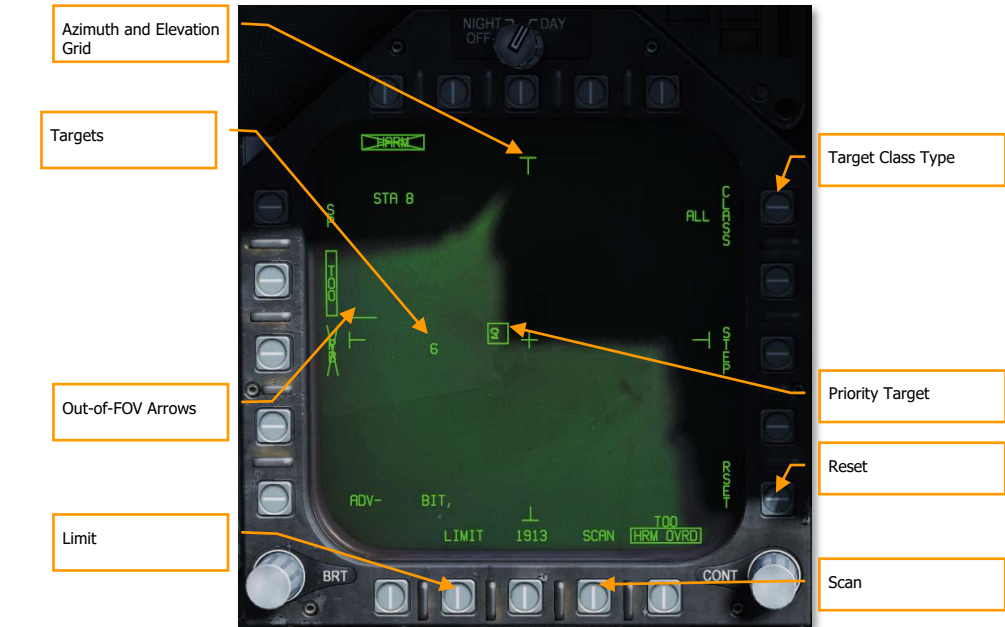 Azimuth and Elevation
Grid
NIGHT DAY
OFF
Targets
HARM
STA 8
Target Class Type
CLASS
ALL
SP
TOO
6
STEP
Out-of-FOV Arrows
Priority Target
Reset
RSET
ADV- BIT,
TOO
LIMIT 1913 SCAN HRM OVRD
Limit
BRT
CONT
Scan